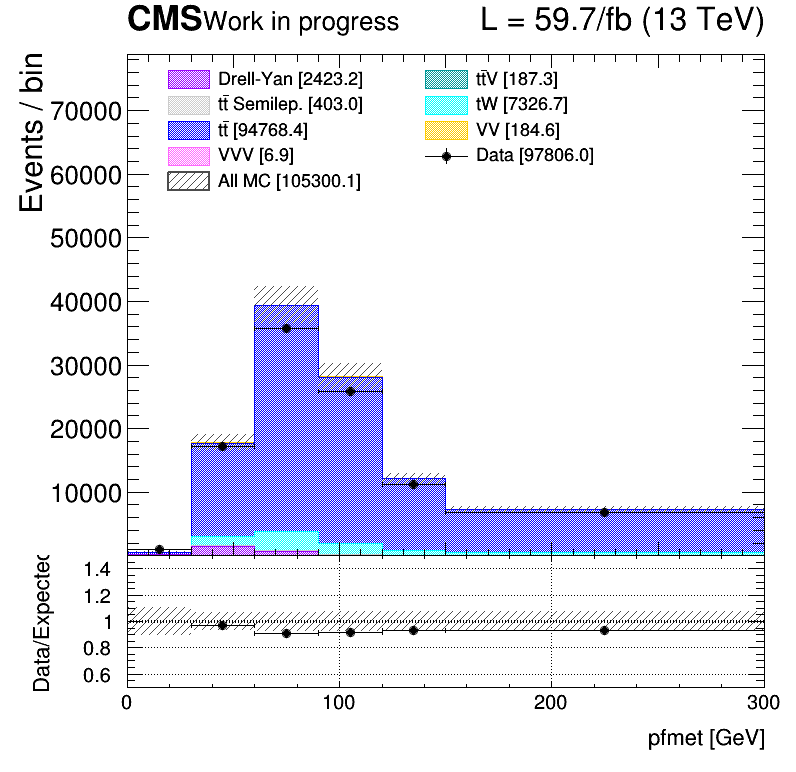 CMS Work in progress L = 59.7/fb (13 TeV)
Events / bin
Drell-Yan [2423.2]
tt̄ Semilep. [403.0]
tt̄ [94768.4]
VVV [6.9]
All MC [105300.1]
tt̄V [187.3]
tW [7326.7]
VV [184.6]
Data [97806.0]
70000
60000
50000
40000
30000
20000
10000
Data/Expected
1.4
1.2
1
0.8
0.6
0 100 200 300
pfmet [GeV]